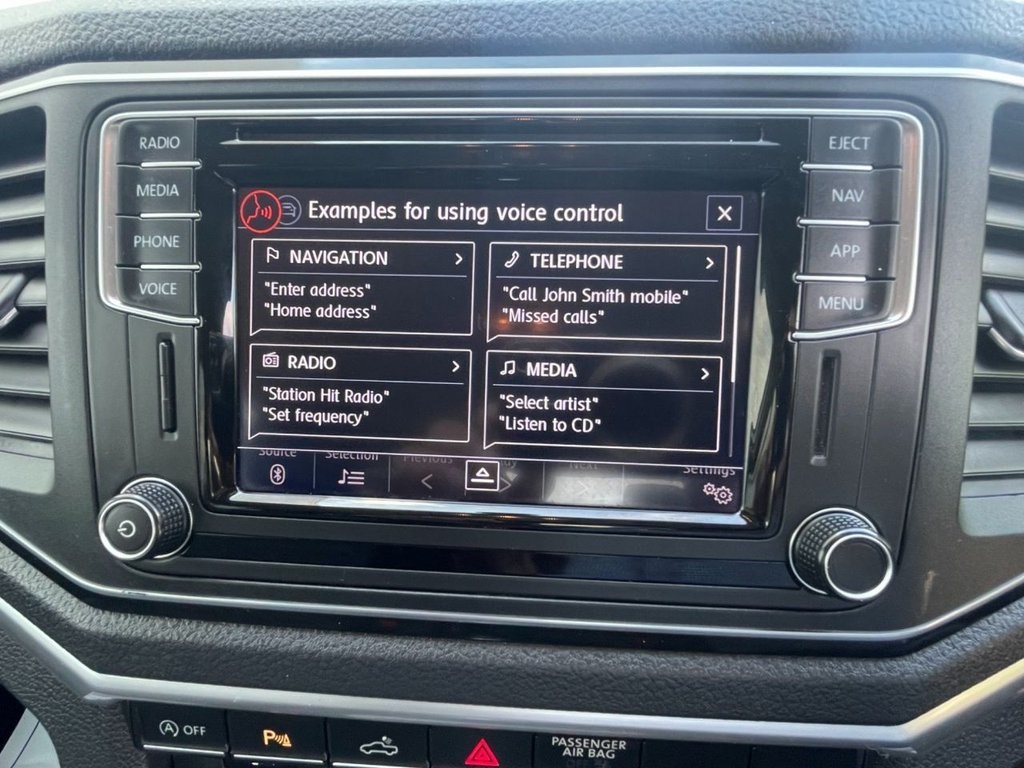 RADIO
MEDIA
PHONE
VOICE
EJECT
NAV
APP
MENU
Examples for using voice control
NAVIGATION
"Enter address"
"Home address"
TELEPHONE
"Call John Smith mobile"
"Missed calls"
RADIO
"Station Hit Radio"
"Set frequency"
MEDIA
"Select artist"
"Listen to CD"
Source
Selection
Previous
Next
Settings
A OFF
P
PASSENGER
AIR BAG